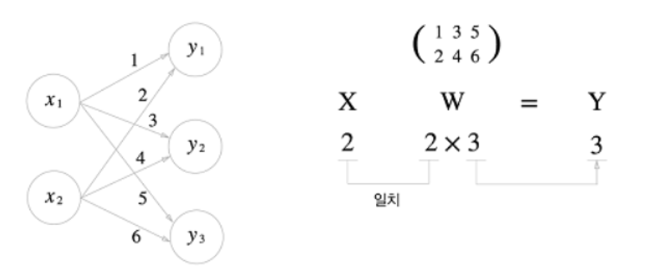 x1
x2
y1
y2
y3
1
2
3
4
5
6
( 1 3 5
2 4 6 )
X W = Y
2 2 × 3 3
일치